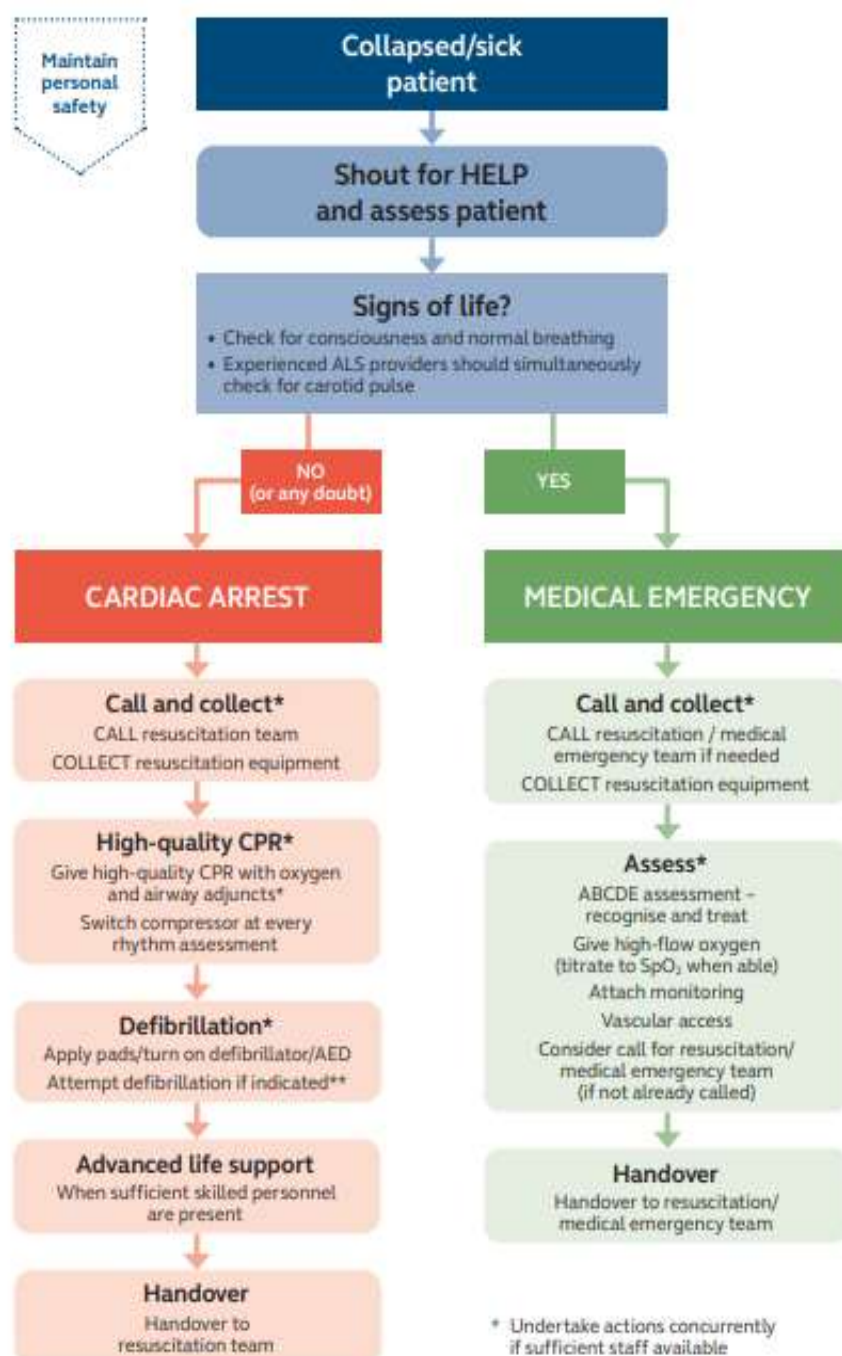 Maintain
personal
safety
Collapsed/sick
patient
Shout for HELP
and assess patient
Signs of life?
• Check for consciousness and normal breathing
• Experienced ALS providers should simultaneously
check for carotid pulse
NO
(or any doubt)
YES
CARDIAC ARREST
Call and collect*
CALL resuscitation team
COLLECT resuscitation equipment
High-quality CPR*
Give high-quality CPR with oxygen
and airway adjuncts*
Switch compressor at every
rhythm assessment
Defibrillation*
Apply pads/turn on defibrillator/AED
Attempt defibrillation if indicated**
Advanced life support
When sufficient skilled personnel
are present
Handover
Handover to
resuscitation team
MEDICAL EMERGENCY
Call and collect*
CALL resuscitation / medical
emergency team if needed
COLLECT resuscitation equipment
Assess*
ABCDE assessment –
recognise and treat
Give high-flow oxygen
(titrate to SpO₂ when able)
Attach monitoring
Vascular access
Consider call for resuscitation/
medical emergency team
(if not already called)
Handover
Handover to resuscitation/
medical emergency team
* Undertake actions concurrently
if sufficient staff available